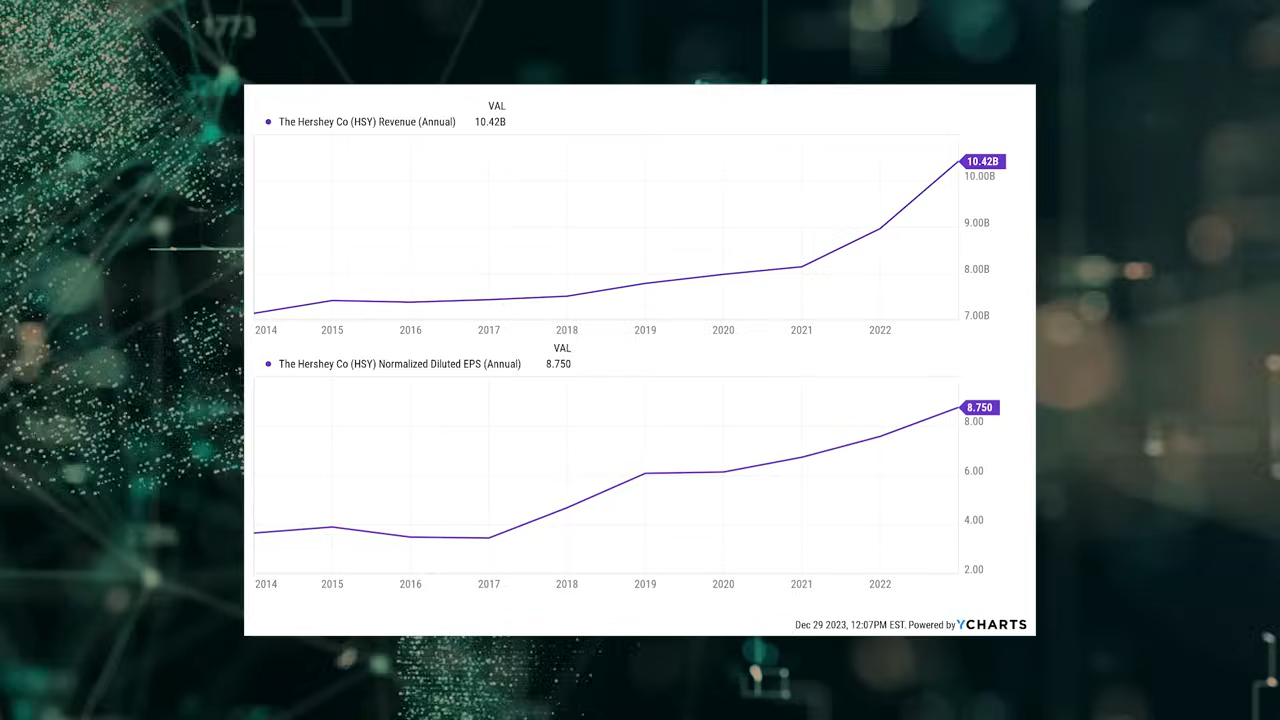 1773
VAL
The Hershey Co (HSY) Revenue (Annual) 10.42B
10.42B
10.00B
9.00B
8.00B
7.00B
2014 2015 2016 2017 2018 2019 2020 2021 2022
VAL
The Hershey Co (HSY) Normalized Diluted EPS (Annual) 8.750
8.750
8.00
6.00
4.00
2.00
2014 2015 2016 2017 2018 2019 2020 2021 2022
Dec 29 2023, 12:07PM EST. Powered by YCHARTS